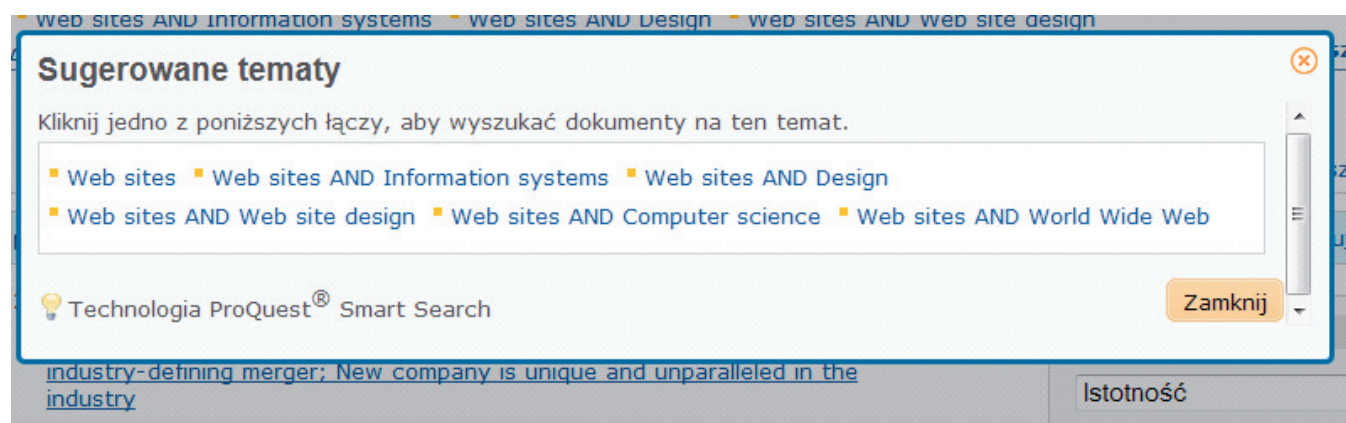 Web sites AND Information systems Web sites AND Design Web sites AND Web site design
Sugerowane tematy
Kliknij jedno z poniższych łączy, aby wyszukać dokumenty na ten temat.
Web sites Web sites AND Information systems Web sites AND Design
Web sites AND Web site design Web sites AND Computer science Web sites AND World Wide Web
Technologia ProQuest® Smart Search
Zamknij
industry-defining merger; New company is unique and unparalleled in the
industry
Istotność